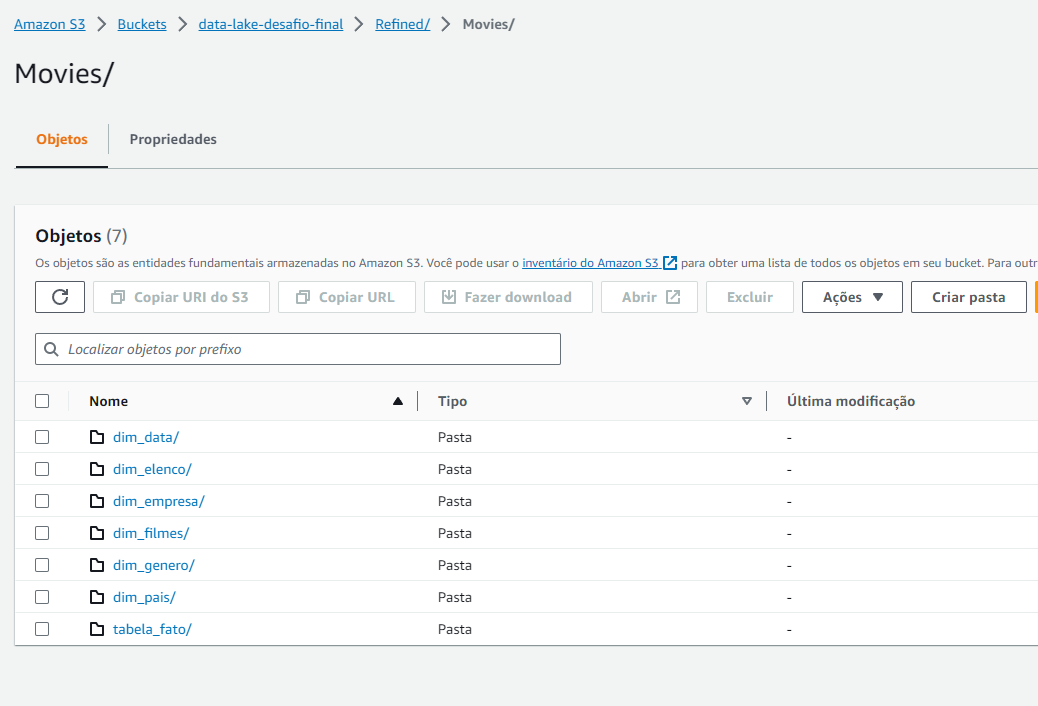 Amazon S3 > Buckets > data-lake-desafio-final > Refined/ > Movies/
Movies/
Objetos Propriedades
Objetos (7)
Os objetos são as entidades fundamentais armazenadas no Amazon S3. Você pode usar o inventário do Amazon S3 para obter uma lista de todos os objetos em seu bucket. Para outr
Copiar URI do S3 Copiar URL Fazer download Abrir Excluir Ações Criar pasta
Localizar objetos por prefixo
Nome Tipo Última modificação
dim_data/ Pasta -
dim_elenco/ Pasta -
dim_empresa/ Pasta -
dim_filmes/ Pasta -
dim_genero/ Pasta -
dim_pais/ Pasta -
tabela_fato/ Pasta -